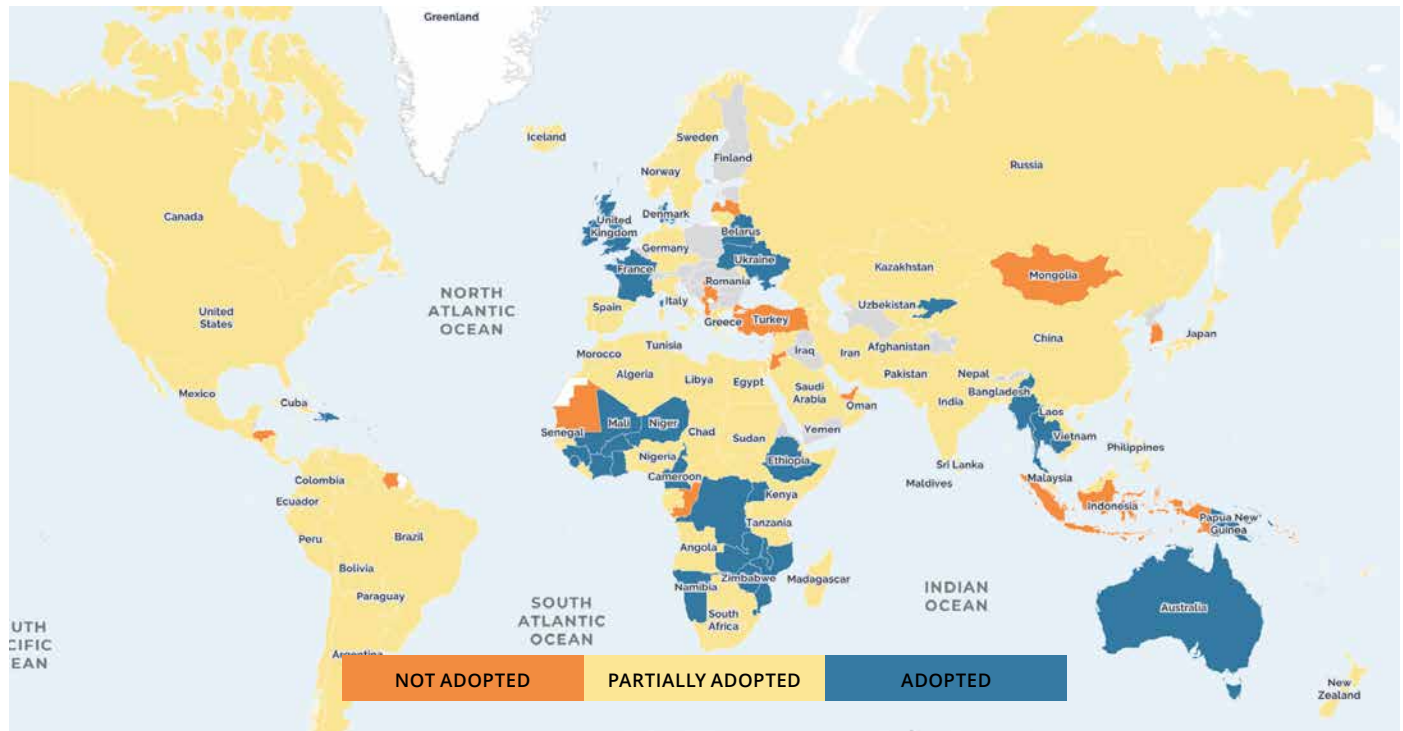 Greenland
Iceland
Sweden
Finland
Norway
Russia
Canada
United
Kingdom
Denmark
Belarus
Germany
Ukraine
France
Kazakhstan
Mongolia
NORTH
ATLANTIC
OCEAN
Romania
Italy
Uzbekistan
Spain
Greece
Turkey
United
States
China
Japan
Morocco
Tunisia
Iraq
Iran
Afghanistan
Algeria
Libya
Egypt
Saudi
Arabia
Pakistan
Nepal
Mexico
Cuba
Oman
India
Bangladesh
Laos
Senegal
Mali
Niger
Chad
Sudan
Yemen
Vietnam
Philippines
Nigeria
Ethiopia
Sri Lanka
Colombia
Cameroon
Maldives
Malaysia
Ecuador
Kenya
Indonesia
Papua New
Guinea
Tanzania
Peru
Brazil
Angola
Bolivia
Zimbabwe
Madagascar
Namibia
INDIAN
OCEAN
Paraguay
SOUTH
ATLANTIC
OCEAN
South
Africa
Australia
UTH
CIFIC
EAN
Argentina
NOT ADOPTED
PARTIALLY ADOPTED
ADOPTED
New
Zealand